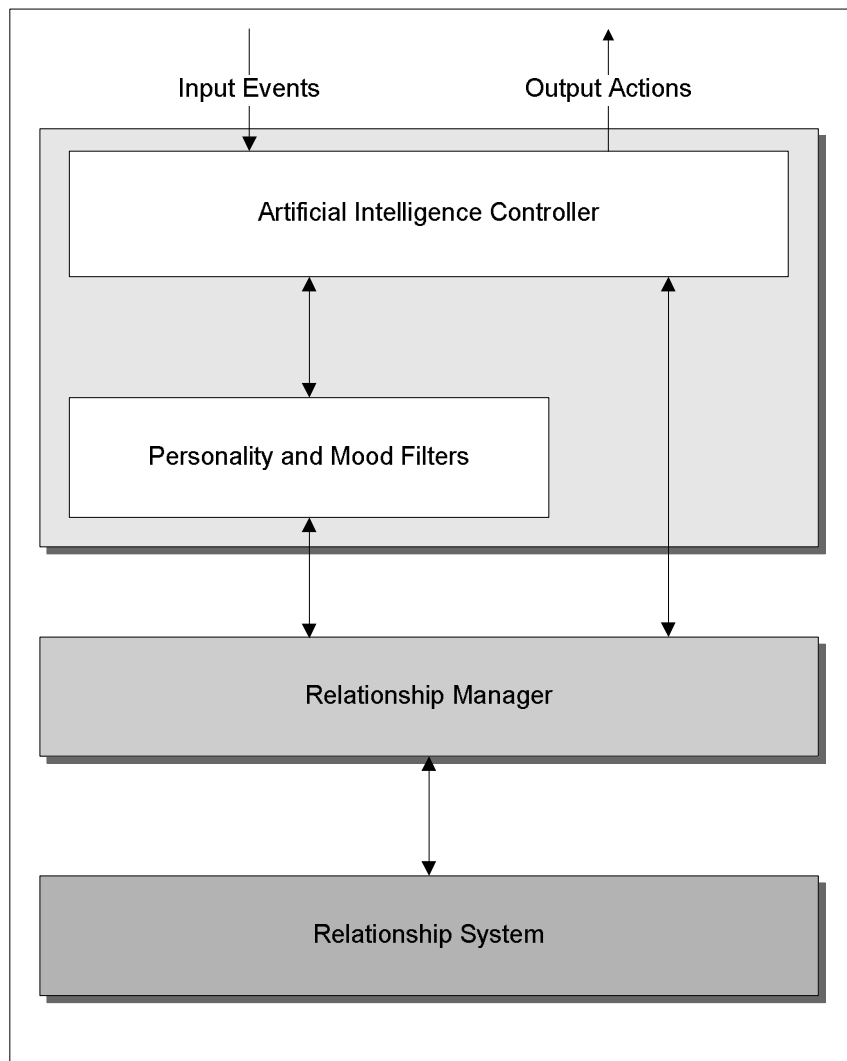 Input Events
Output Actions
Artificial Intelligence Controller
Personality and Mood Filters
Relationship Manager
Relationship System